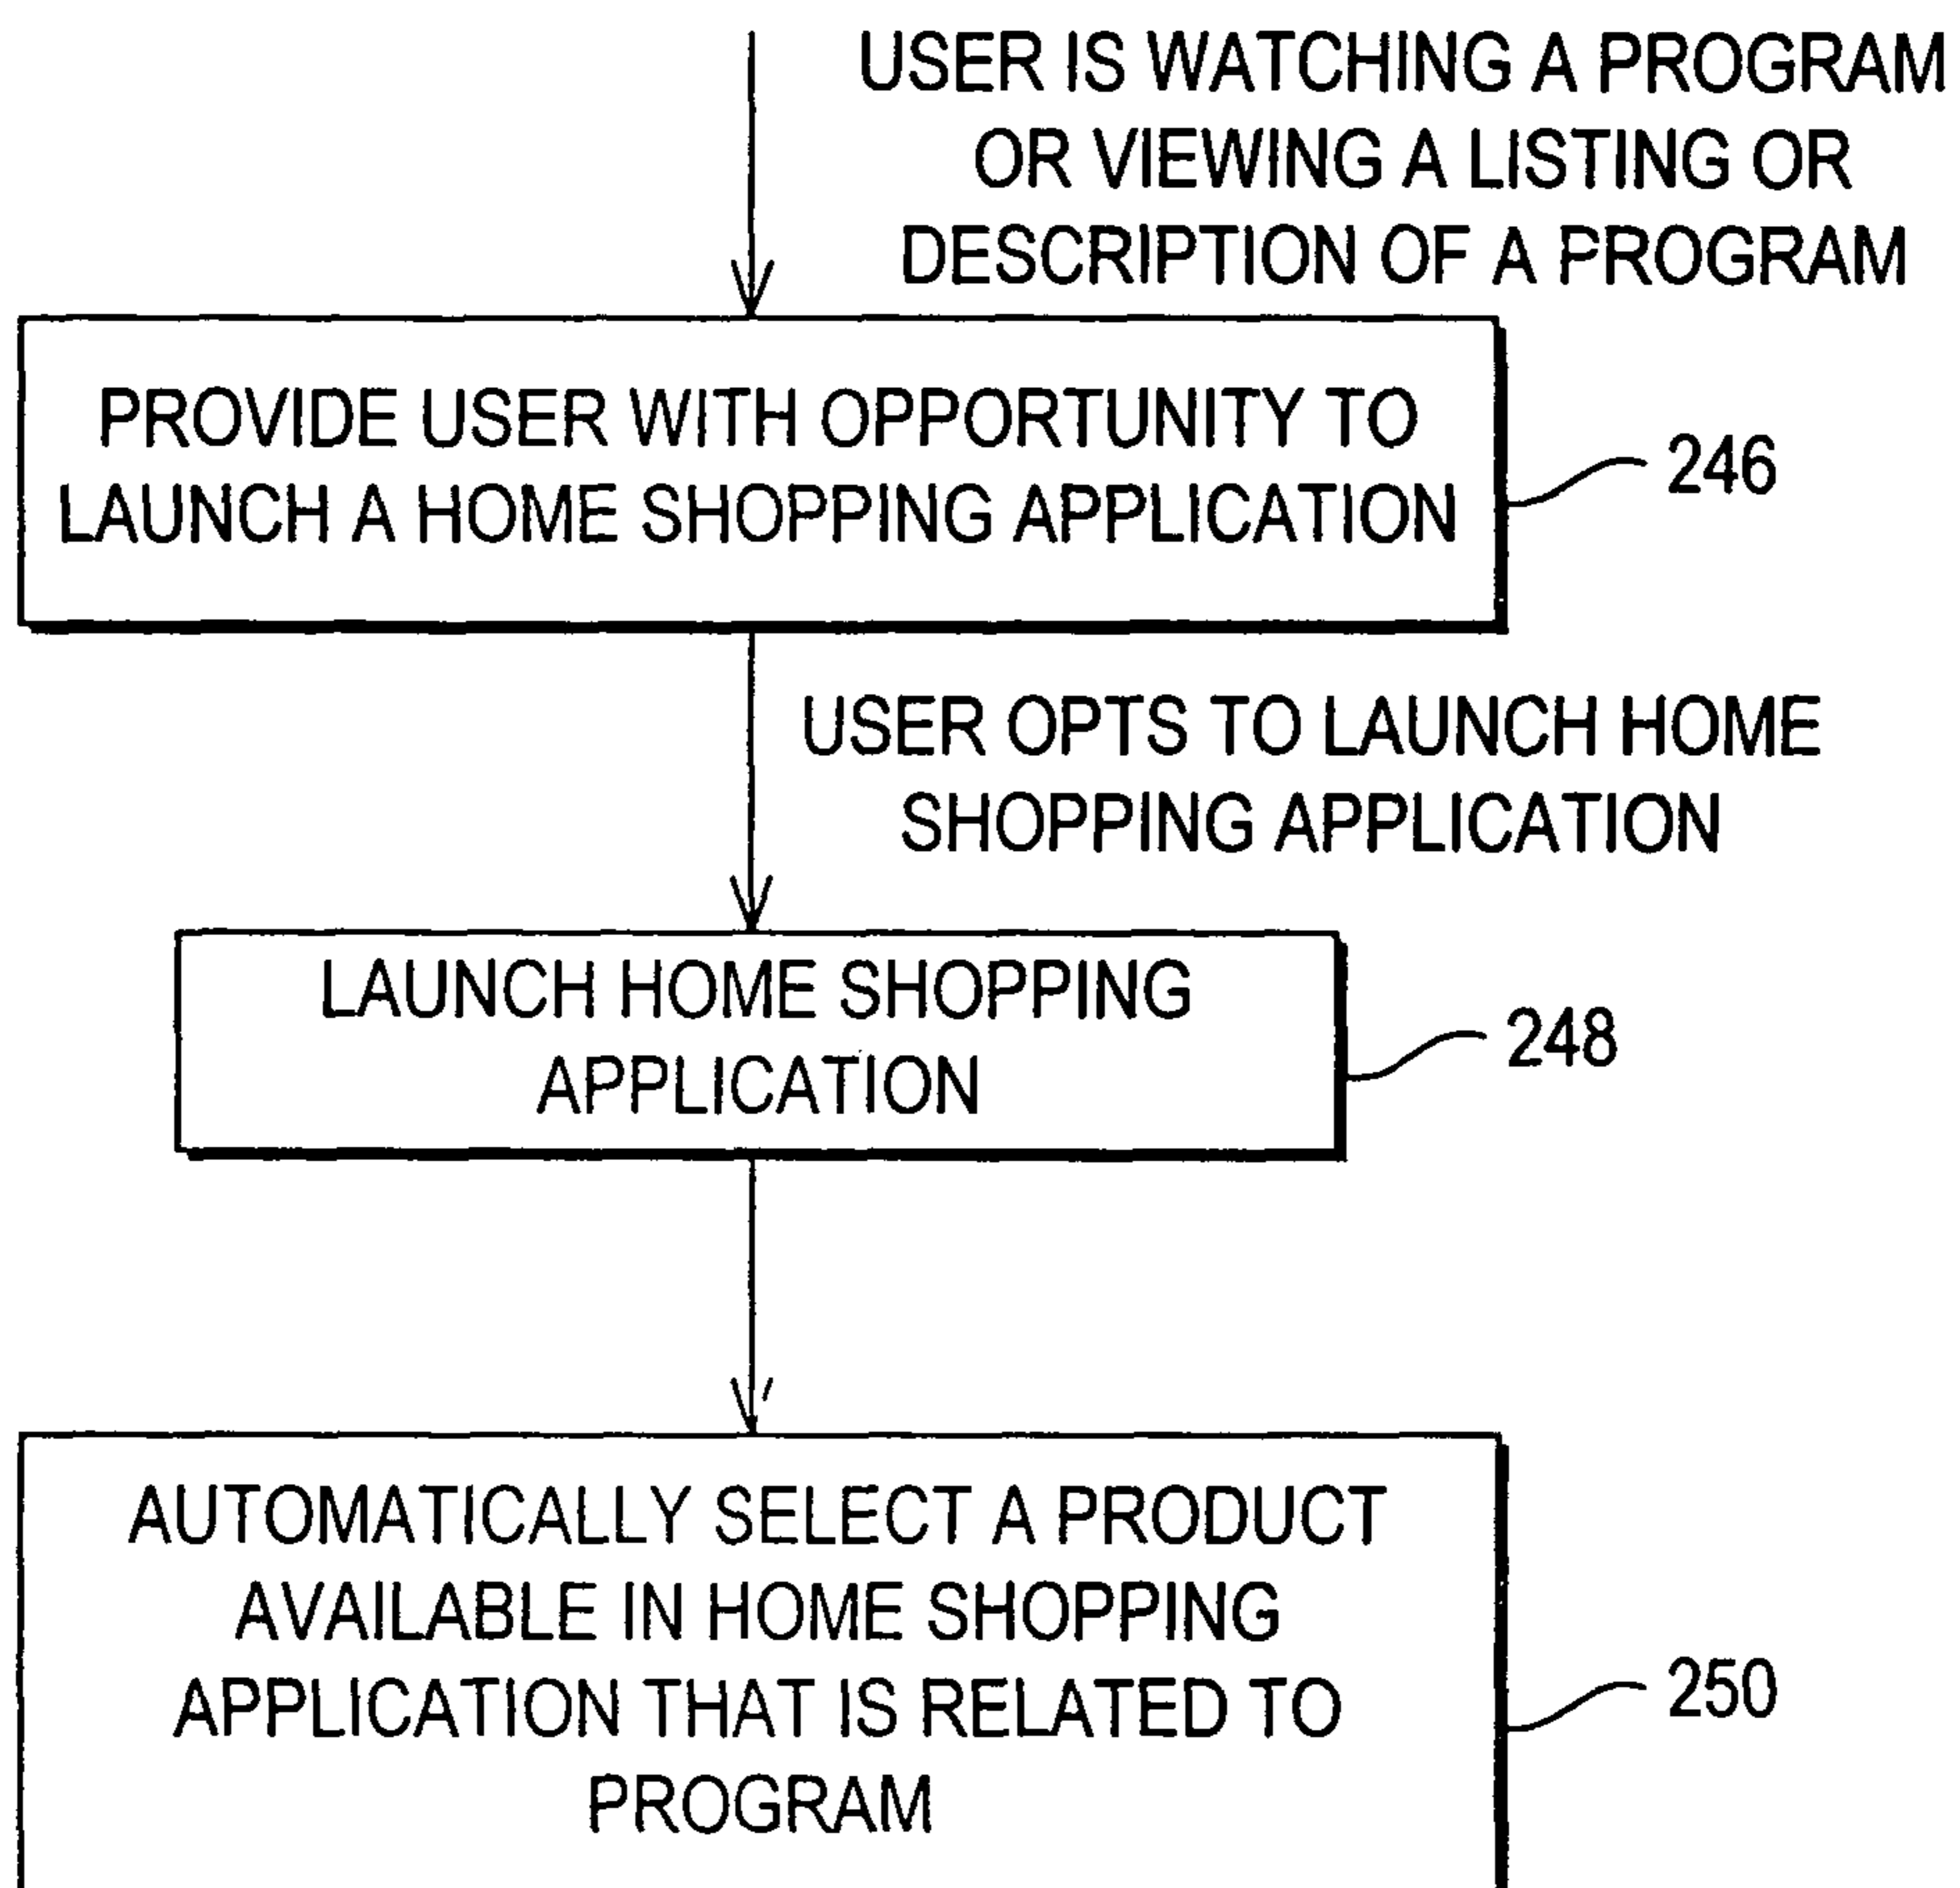 USER IS WATCHING A PROGRAM
OR VIEWING A LISTING OR
DESCRIPTION OF A PROGRAM
PROVIDE USER WITH OPPORTUNITY TO
LAUNCH A HOME SHOPPING APPLICATION
246
USER OPTS TO LAUNCH HOME
SHOPPING APPLICATION
LAUNCH HOME SHOPPING
APPLICATION
248
AUTOMATICALLY SELECT A PRODUCT
AVAILABLE IN HOME SHOPPING
APPLICATION THAT IS RELATED TO
PROGRAM
250